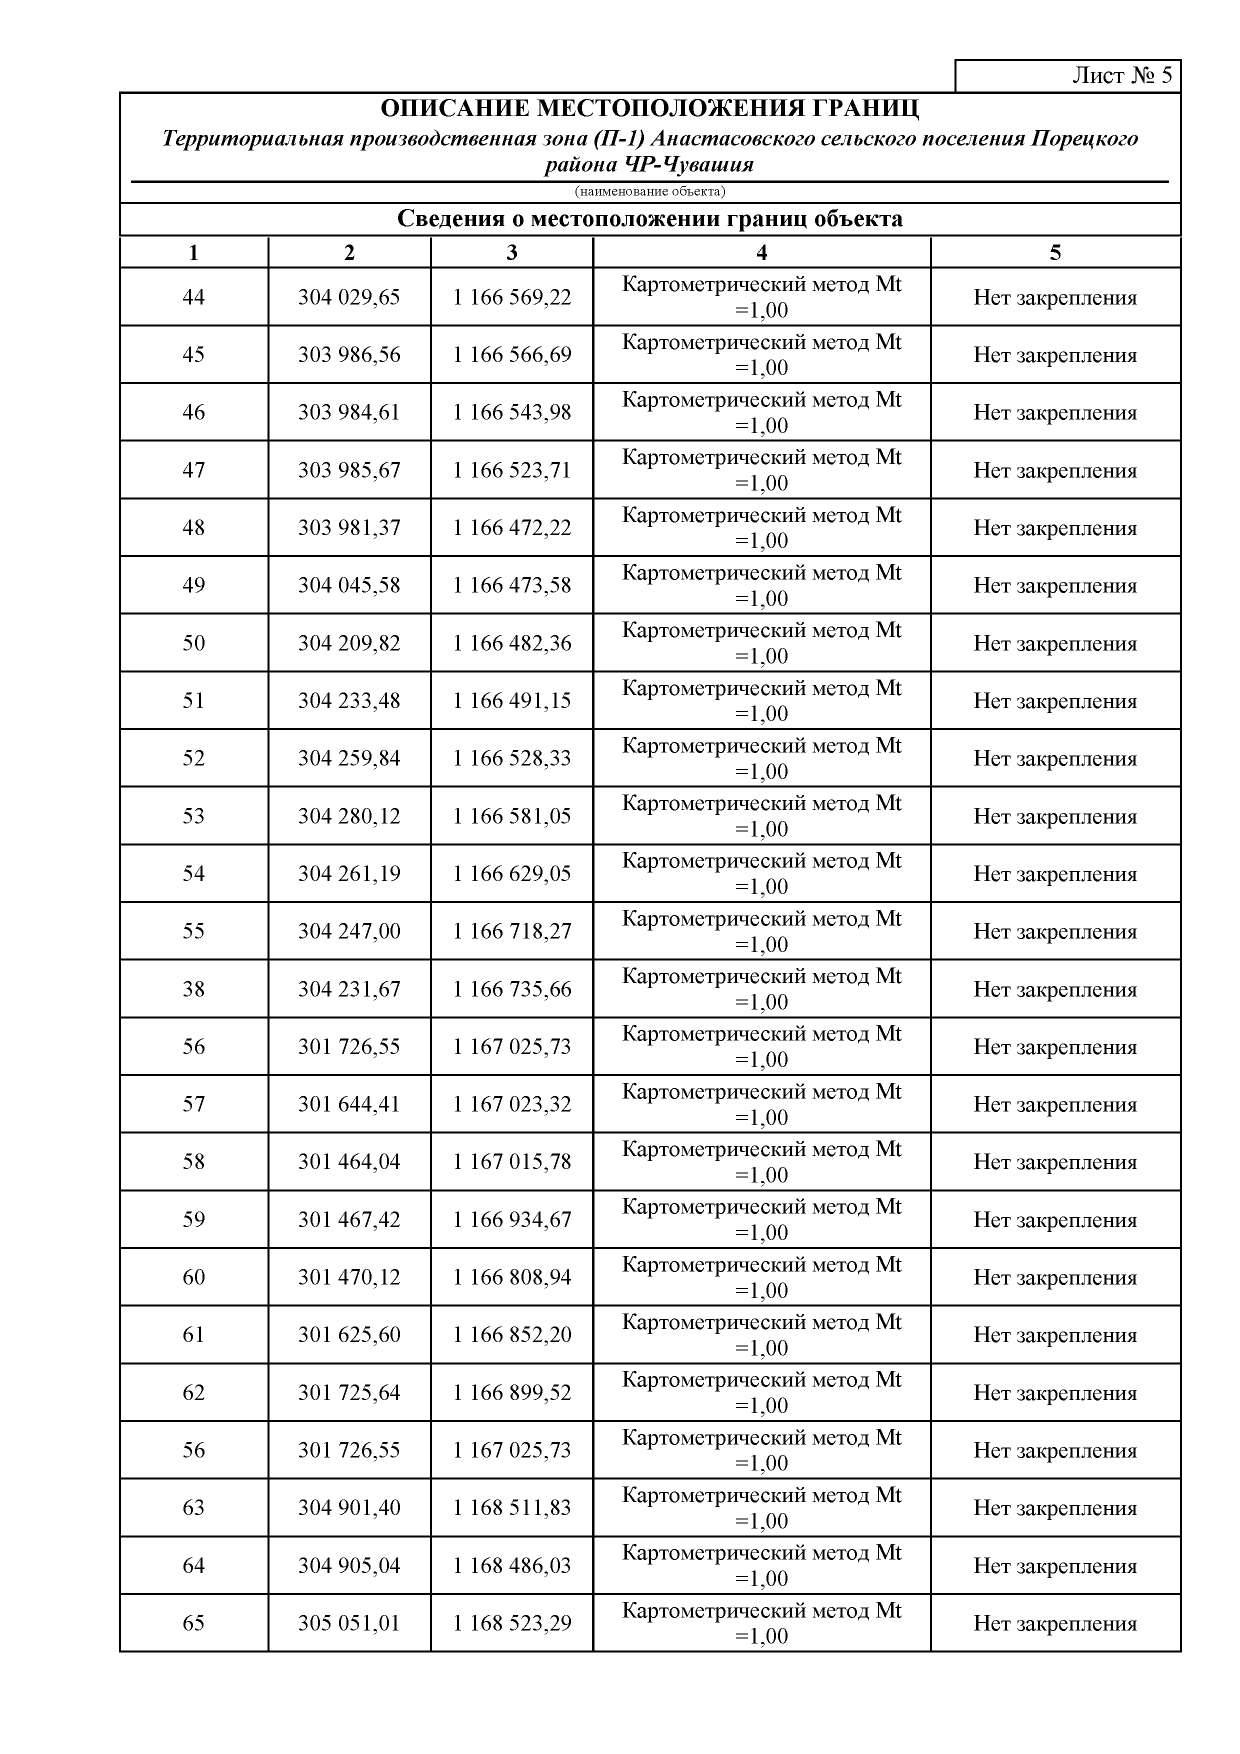 Лист № 5
ОПИСАНИЕ МЕСТОПОЛОЖЕНИЯ ГРАНИЦ
Территориальная производственная зона (П-1) Анастасовского сельского поселения Порецкого
района ЧР-Чувашия
(наименование объекта)
Сведения о местоположении границ объекта
1 2 3 4 5
44 304 029,65 1 166 569,22 Картометрический метод Mt
=1,00 Нет закрепления
45 303 986,56 1 166 566,69 Картометрический метод Mt
=1,00 Нет закрепления
46 303 984,61 1 166 543,98 Картометрический метод Mt
=1,00 Нет закрепления
47 303 985,67 1 166 523,71 Картометрический метод Mt
=1,00 Нет закрепления
48 303 981,37 1 166 472,22 Картометрический метод Mt
=1,00 Нет закрепления
49 304 045,58 1 166 473,58 Картометрический метод Mt
=1,00 Нет закрепления
50 304 209,82 1 166 482,36 Картометрический метод Mt
=1,00 Нет закрепления
51 304 233,48 1 166 491,15 Картометрический метод Mt
=1,00 Нет закрепления
52 304 259,84 1 166 528,33 Картометрический метод Mt
=1,00 Нет закрепления
53 304 280,12 1 166 581,05 Картометрический метод Mt
=1,00 Нет закрепления
54 304 261,19 1 166 629,05 Картометрический метод Mt
=1,00 Нет закрепления
55 304 247,00 1 166 718,27 Картометрический метод Mt
=1,00 Нет закрепления
38 304 231,67 1 166 735,66 Картометрический метод Mt
=1,00 Нет закрепления
56 301 726,55 1 167 025,73 Картометрический метод Mt
=1,00 Нет закрепления
57 301 644,41 1 167 023,32 Картометрический метод Mt
=1,00 Нет закрепления
58 301 464,04 1 167 015,78 Картометрический метод Mt
=1,00 Нет закрепления
59 301 467,42 1 166 934,67 Картометрический метод Mt
=1,00 Нет закрепления
60 301 470,12 1 166 808,94 Картометрический метод Mt
=1,00 Нет закрепления
61 301 625,60 1 166 852,20 Картометрический метод Mt
=1,00 Нет закрепления
62 301 725,64 1 166 899,52 Картометрический метод Mt
=1,00 Нет закрепления
56 301 726,55 1 167 025,73 Картометрический метод Mt
=1,00 Нет закрепления
63 304 901,40 1 168 511,83 Картометрический метод Mt
=1,00 Нет закрепления
64 304 905,04 1 168 486,03 Картометрический метод Mt
=1,00 Нет закрепления
65 305 051,01 1 168 523,29 Картометрический метод Mt
=1,00 Нет закрепления